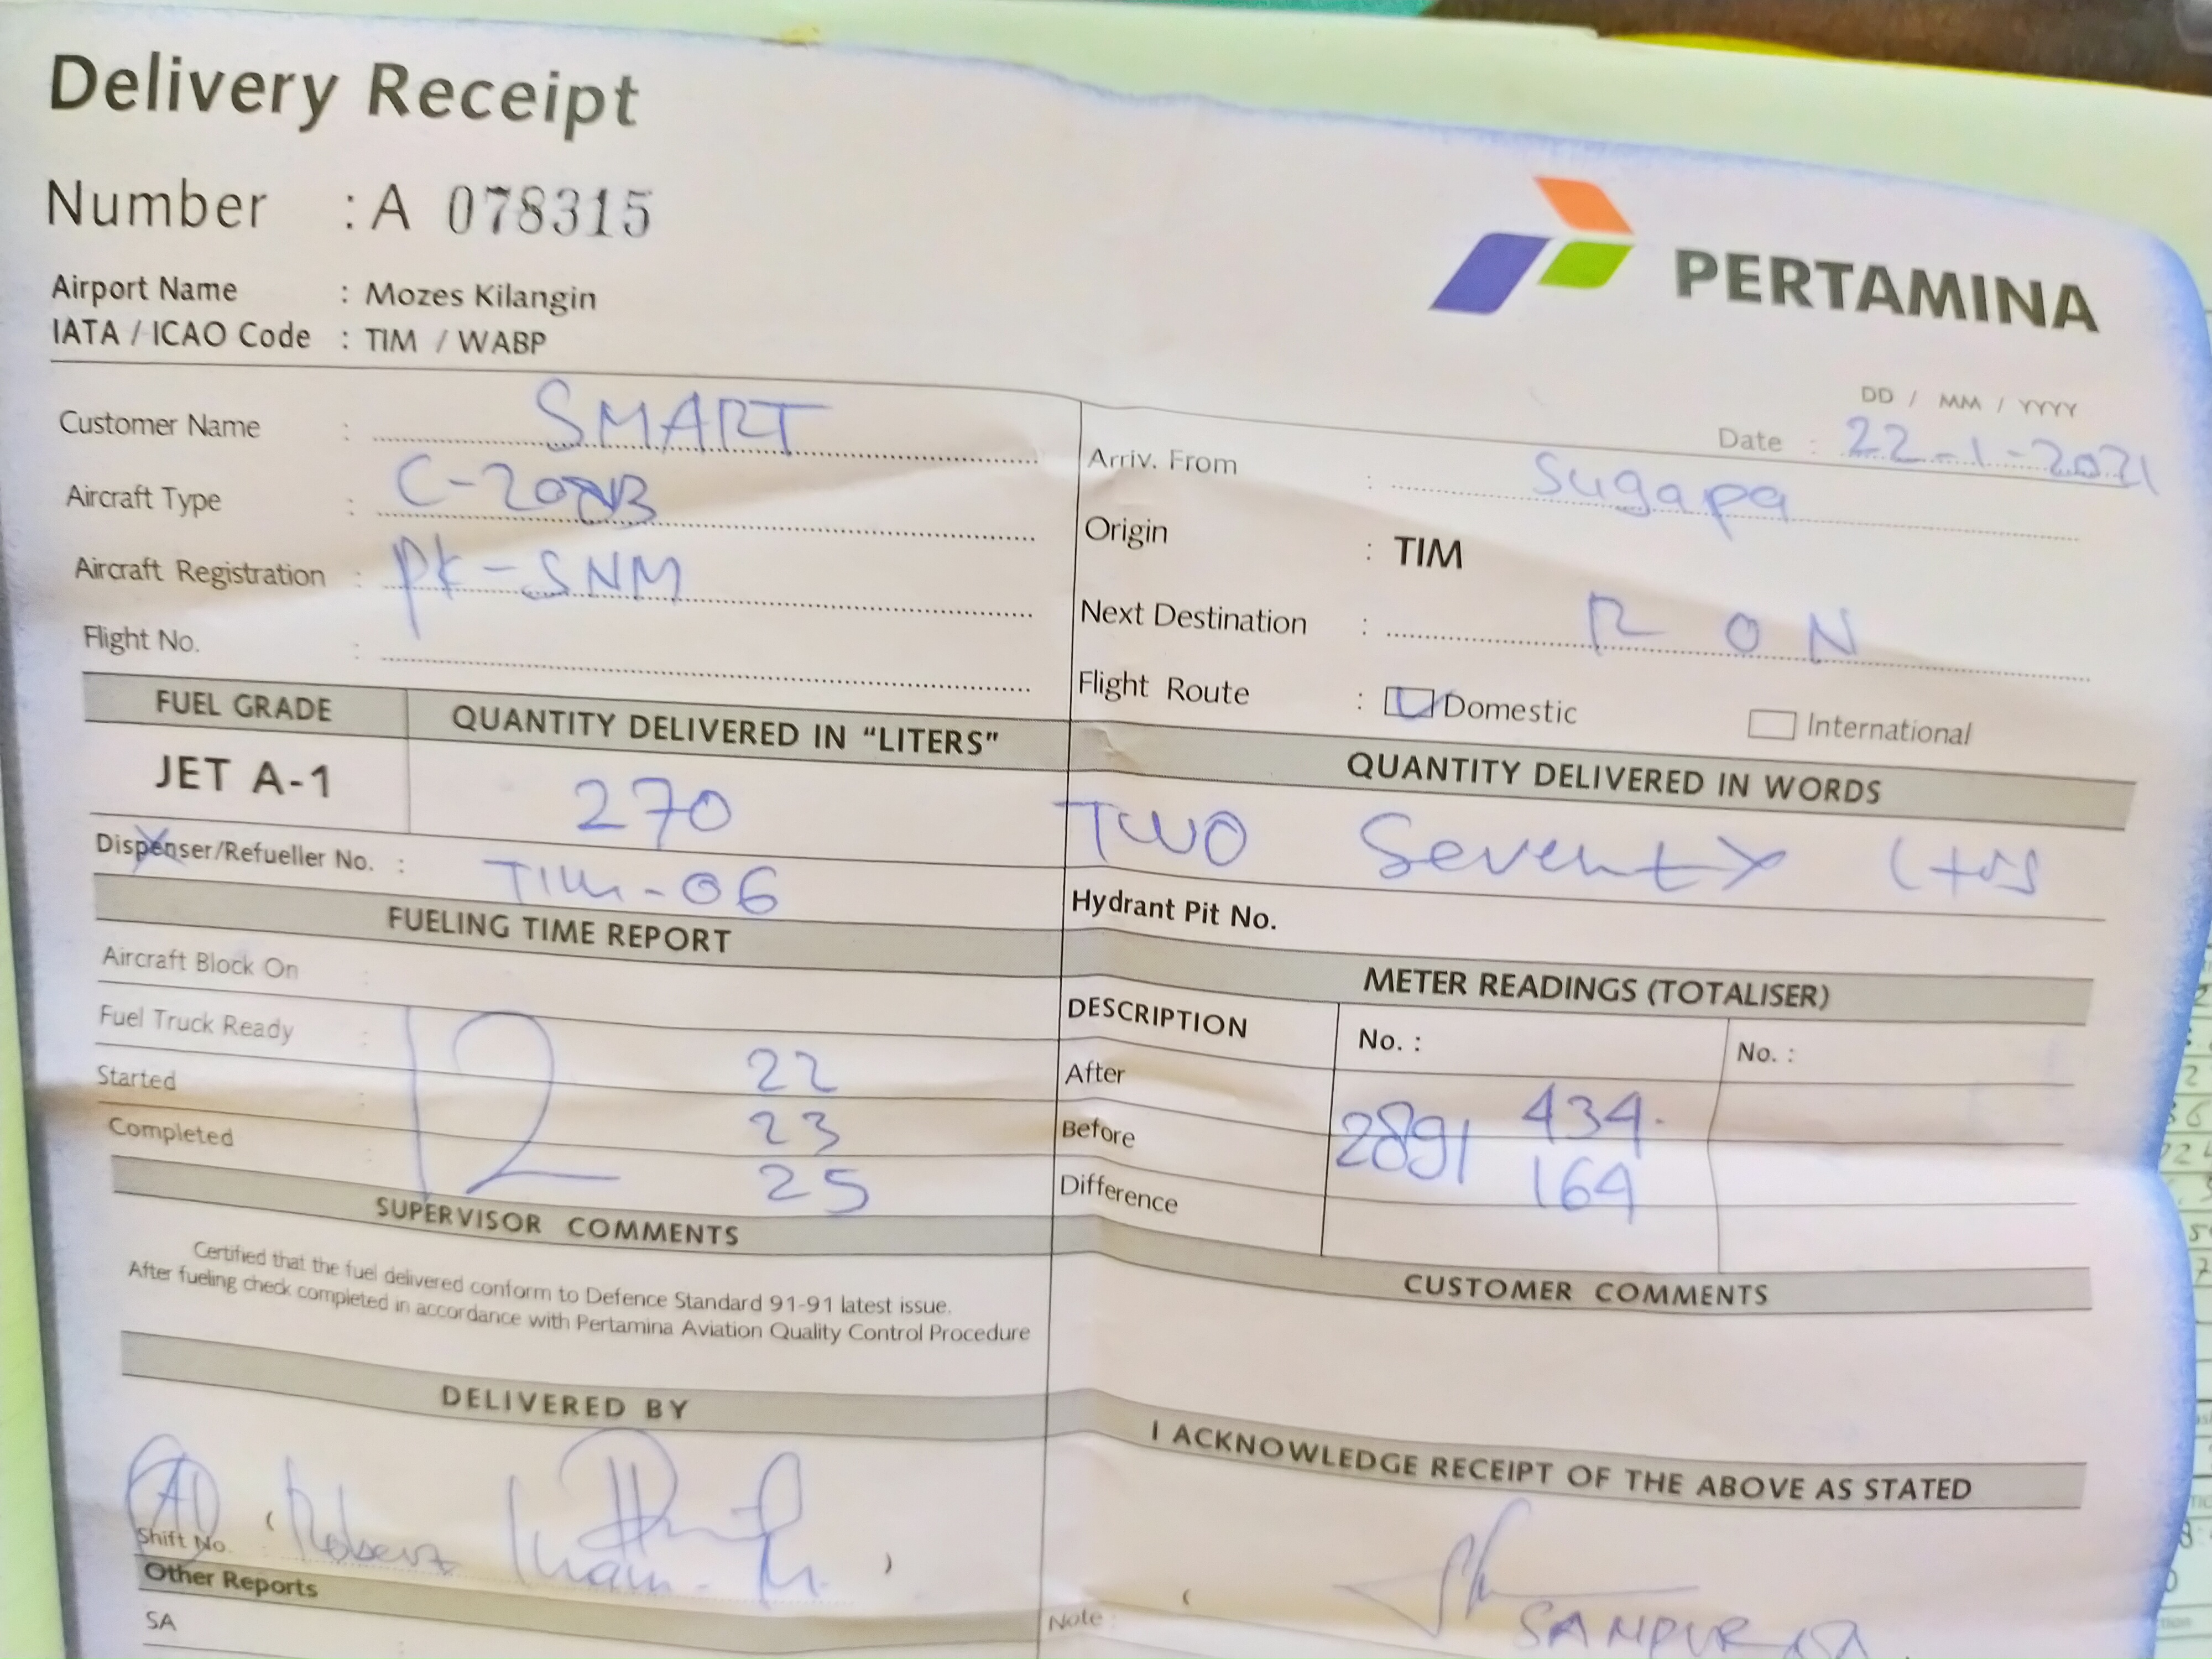 Delivery Receipt
Number : A 078315
PERTAMINA
Airport Name : Mozes Kilangin
IATA / ICAO Code : TIM / WABP
DD / MM / YYYY
Date : 22-1-2021
Customer Name : SMART
Arriv. From : Sugapa
Aircraft Type : C-208B
Origin : TIM
Aircraft Registration : PK-SNM
Next Destination : R O N
Flight No. :
Flight Route : Domestic International
FUEL GRADE QUANTITY DELIVERED IN "LITERS" QUANTITY DELIVERED IN WORDS
JET A-1 270 TWO Seventy Ltrs
Dispenser/Refueller No. : TIM-06
Hydrant Pit No.
FUELING TIME REPORT
METER READINGS (TOTALISER)
Aircraft Block On :
DESCRIPTION No. : No. :
Fuel Truck Ready : 12 22
After 434.
Started : 23
Before 2891 164
Completed : 25
Difference
SUPERVISOR COMMENTS
CUSTOMER COMMENTS
Certified that the fuel delivered conform to Defence Standard 91-91 latest issue.
After fueling check completed in accordance with Pertamina Aviation Quality Control Procedure
DELIVERED BY
I ACKNOWLEDGE RECEIPT OF THE ABOVE AS STATED
Shift No. ( Robert )
Other Reports
Note :
SA :